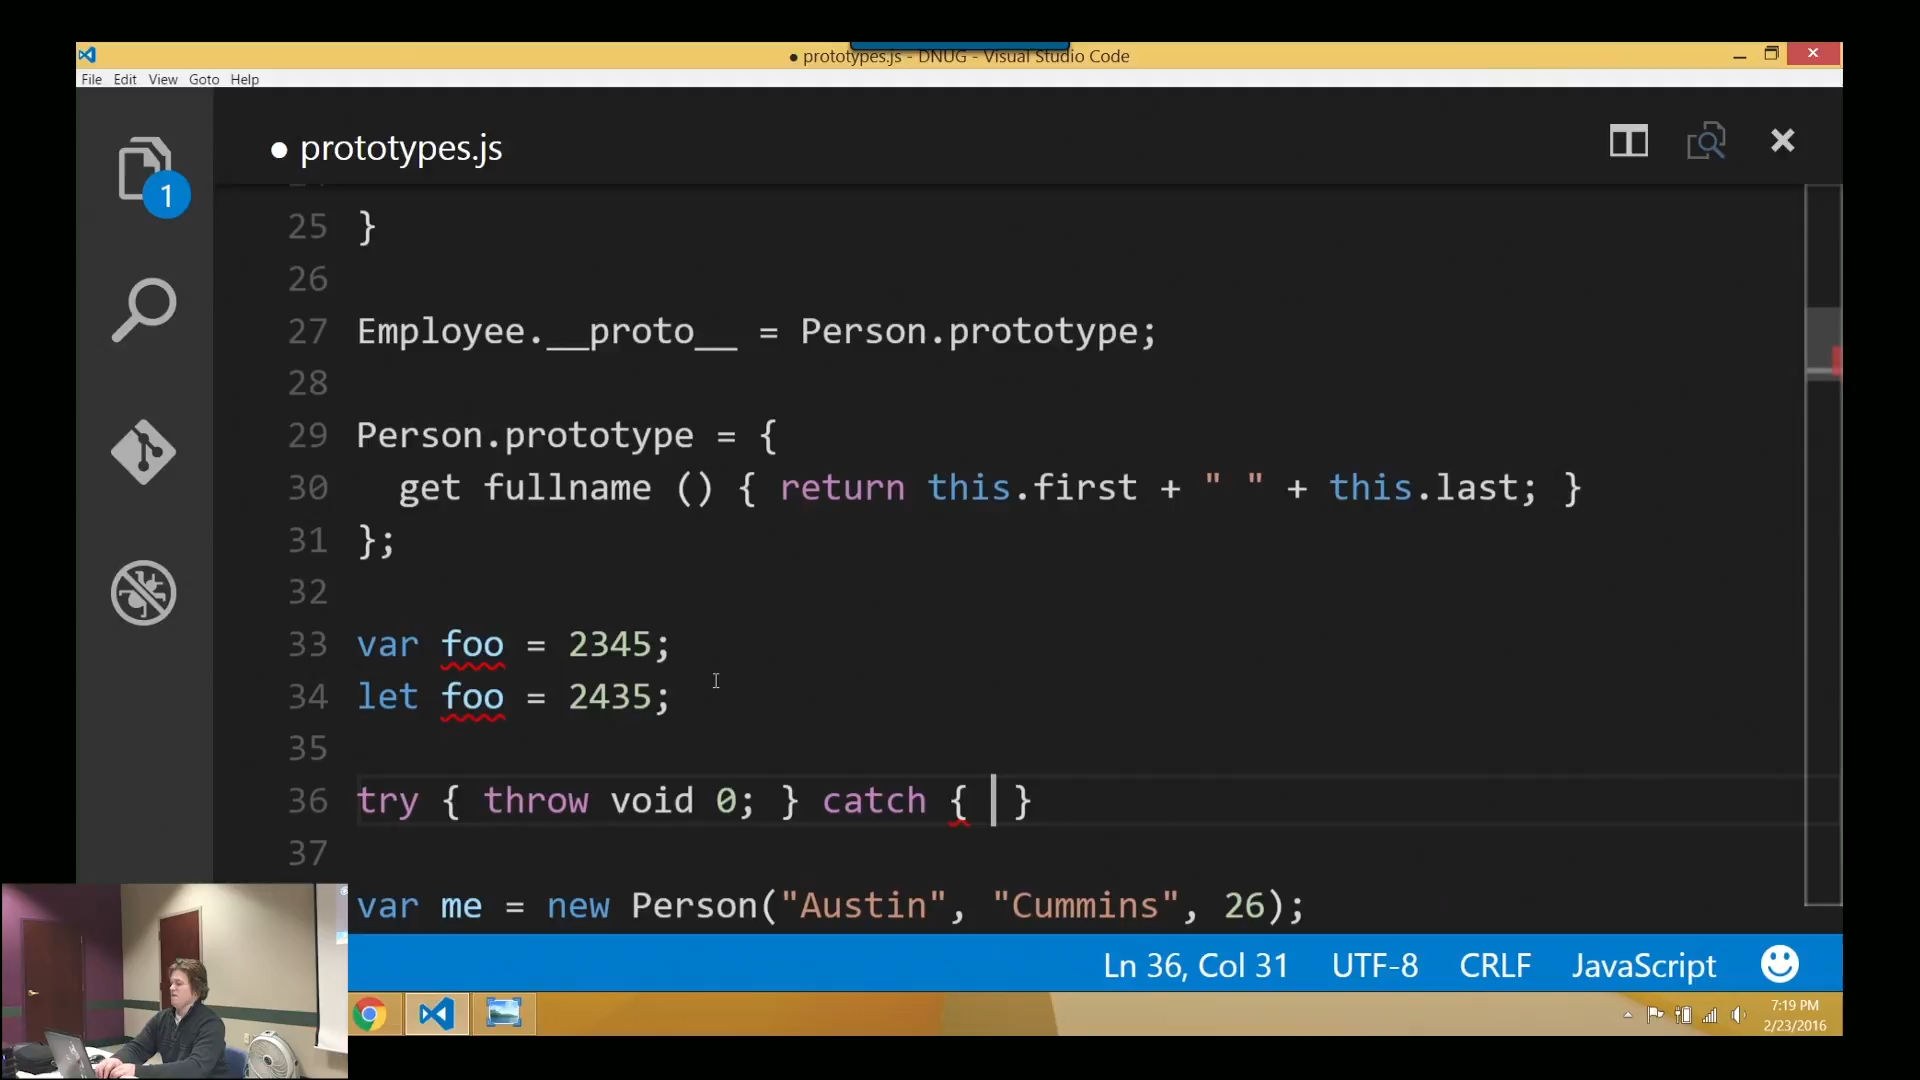 ● prototypes.js - DNUG - Visual Studio Code
File Edit View Goto Help
1
● prototypes.js
25 }
26
27 Employee.__proto__ = Person.prototype;
28
29 Person.prototype = {
30 get fullname () { return this.first + " " + this.last; }
31 };
32
33 var foo = 2345;
34 let foo = 2435;
35
36 try { throw void 0; } catch { }
37
var me = new Person("Austin", "Cummins", 26);
Ln 36, Col 31 UTF-8 CRLF JavaScript
7:19 PM
2/23/2016